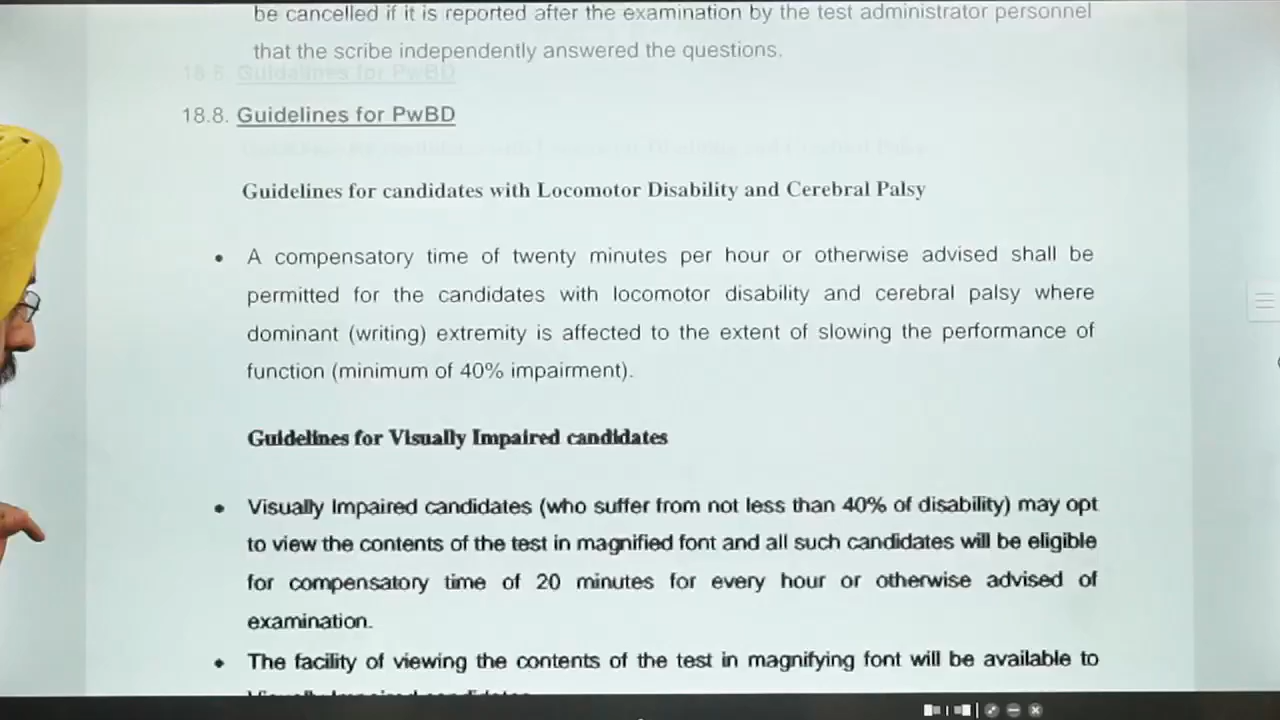 be cancelled if it is reported after the examination by the test administrator personnel
that the scribe independently answered the questions.
18.8. Guidelines for PwBD
Guidelines for candidates with Locomotor Disability and Cerebral Palsy
• A compensatory time of twenty minutes per hour or otherwise advised shall be
permitted for the candidates with locomotor disability and cerebral palsy where
dominant (writing) extremity is affected to the extent of slowing the performance of
function (minimum of 40% impairment).
Guidelines for Visually Impaired candidates
• Visually Impaired candidates (who suffer from not less than 40% of disability) may opt
to view the contents of the test in magnified font and all such candidates will be eligible
for compensatory time of 20 minutes for every hour or otherwise advised of
examination.
• The facility of viewing the contents of the test in magnifying font will be available to